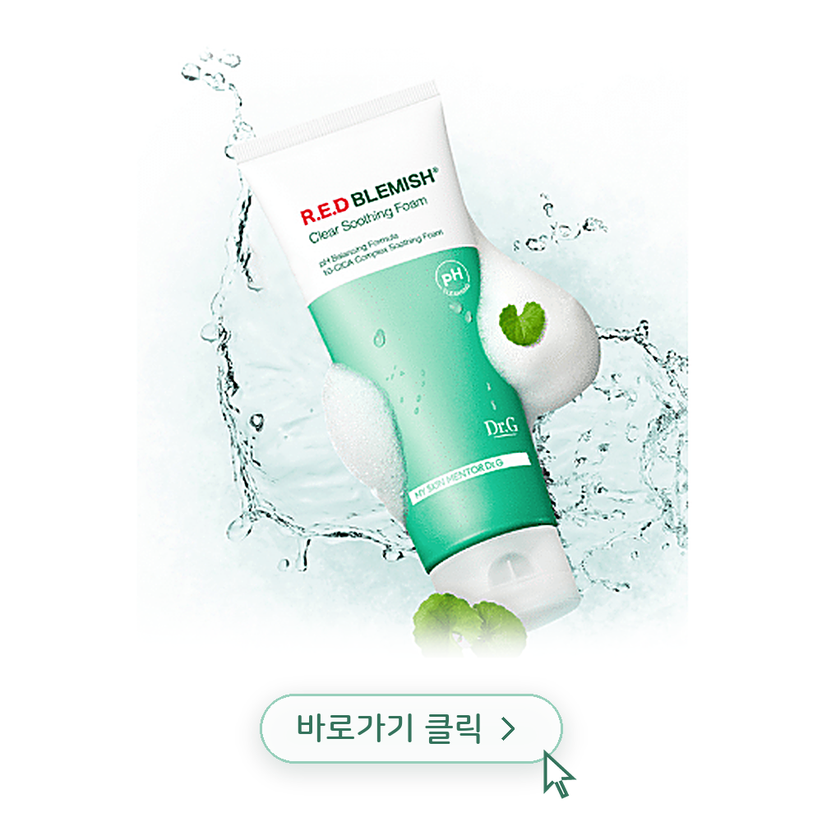 R.E.D BLEMISH®
Clear Soothing Foam
pH Balancing Formula
10-CICA Complex Soothing Foam
pH
CLEANSING
Dr.G
MY SKIN MENTOR Dr.G
바로가기 클릭